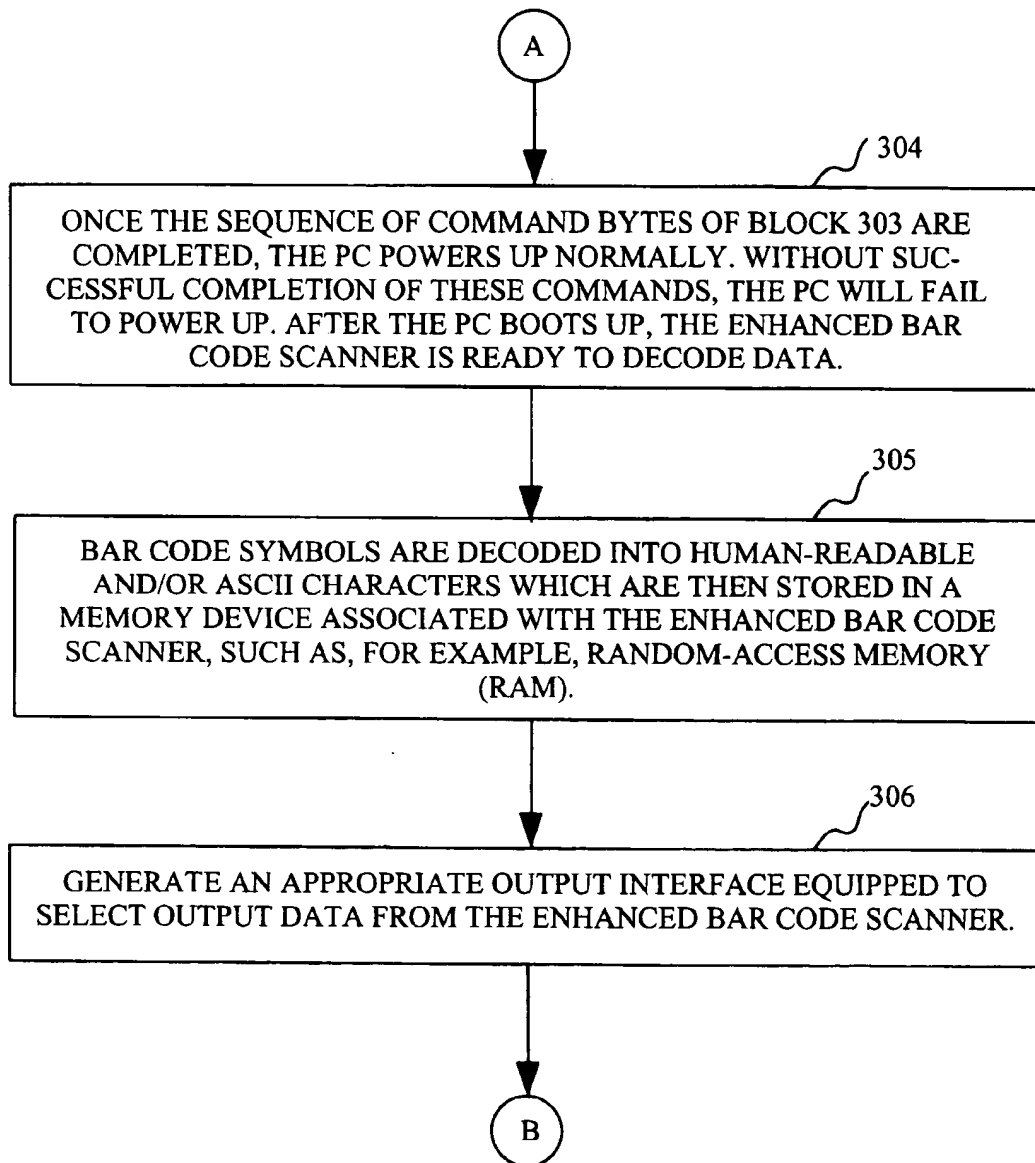 A
304
ONCE THE SEQUENCE OF COMMAND BYTES OF BLOCK 303 ARE
COMPLETED, THE PC POWERS UP NORMALLY. WITHOUT SUC-
CESSFUL COMPLETION OF THESE COMMANDS, THE PC WILL FAIL
TO POWER UP. AFTER THE PC BOOTS UP, THE ENHANCED BAR
CODE SCANNER IS READY TO DECODE DATA.
305
BAR CODE SYMBOLS ARE DECODED INTO HUMAN-READABLE
AND/OR ASCII CHARACTERS WHICH ARE THEN STORED IN A
MEMORY DEVICE ASSOCIATED WITH THE ENHANCED BAR CODE
SCANNER, SUCH AS, FOR EXAMPLE, RANDOM-ACCESS MEMORY
(RAM).
306
GENERATE AN APPROPRIATE OUTPUT INTERFACE EQUIPPED TO
SELECT OUTPUT DATA FROM THE ENHANCED BAR CODE SCANNER.
B